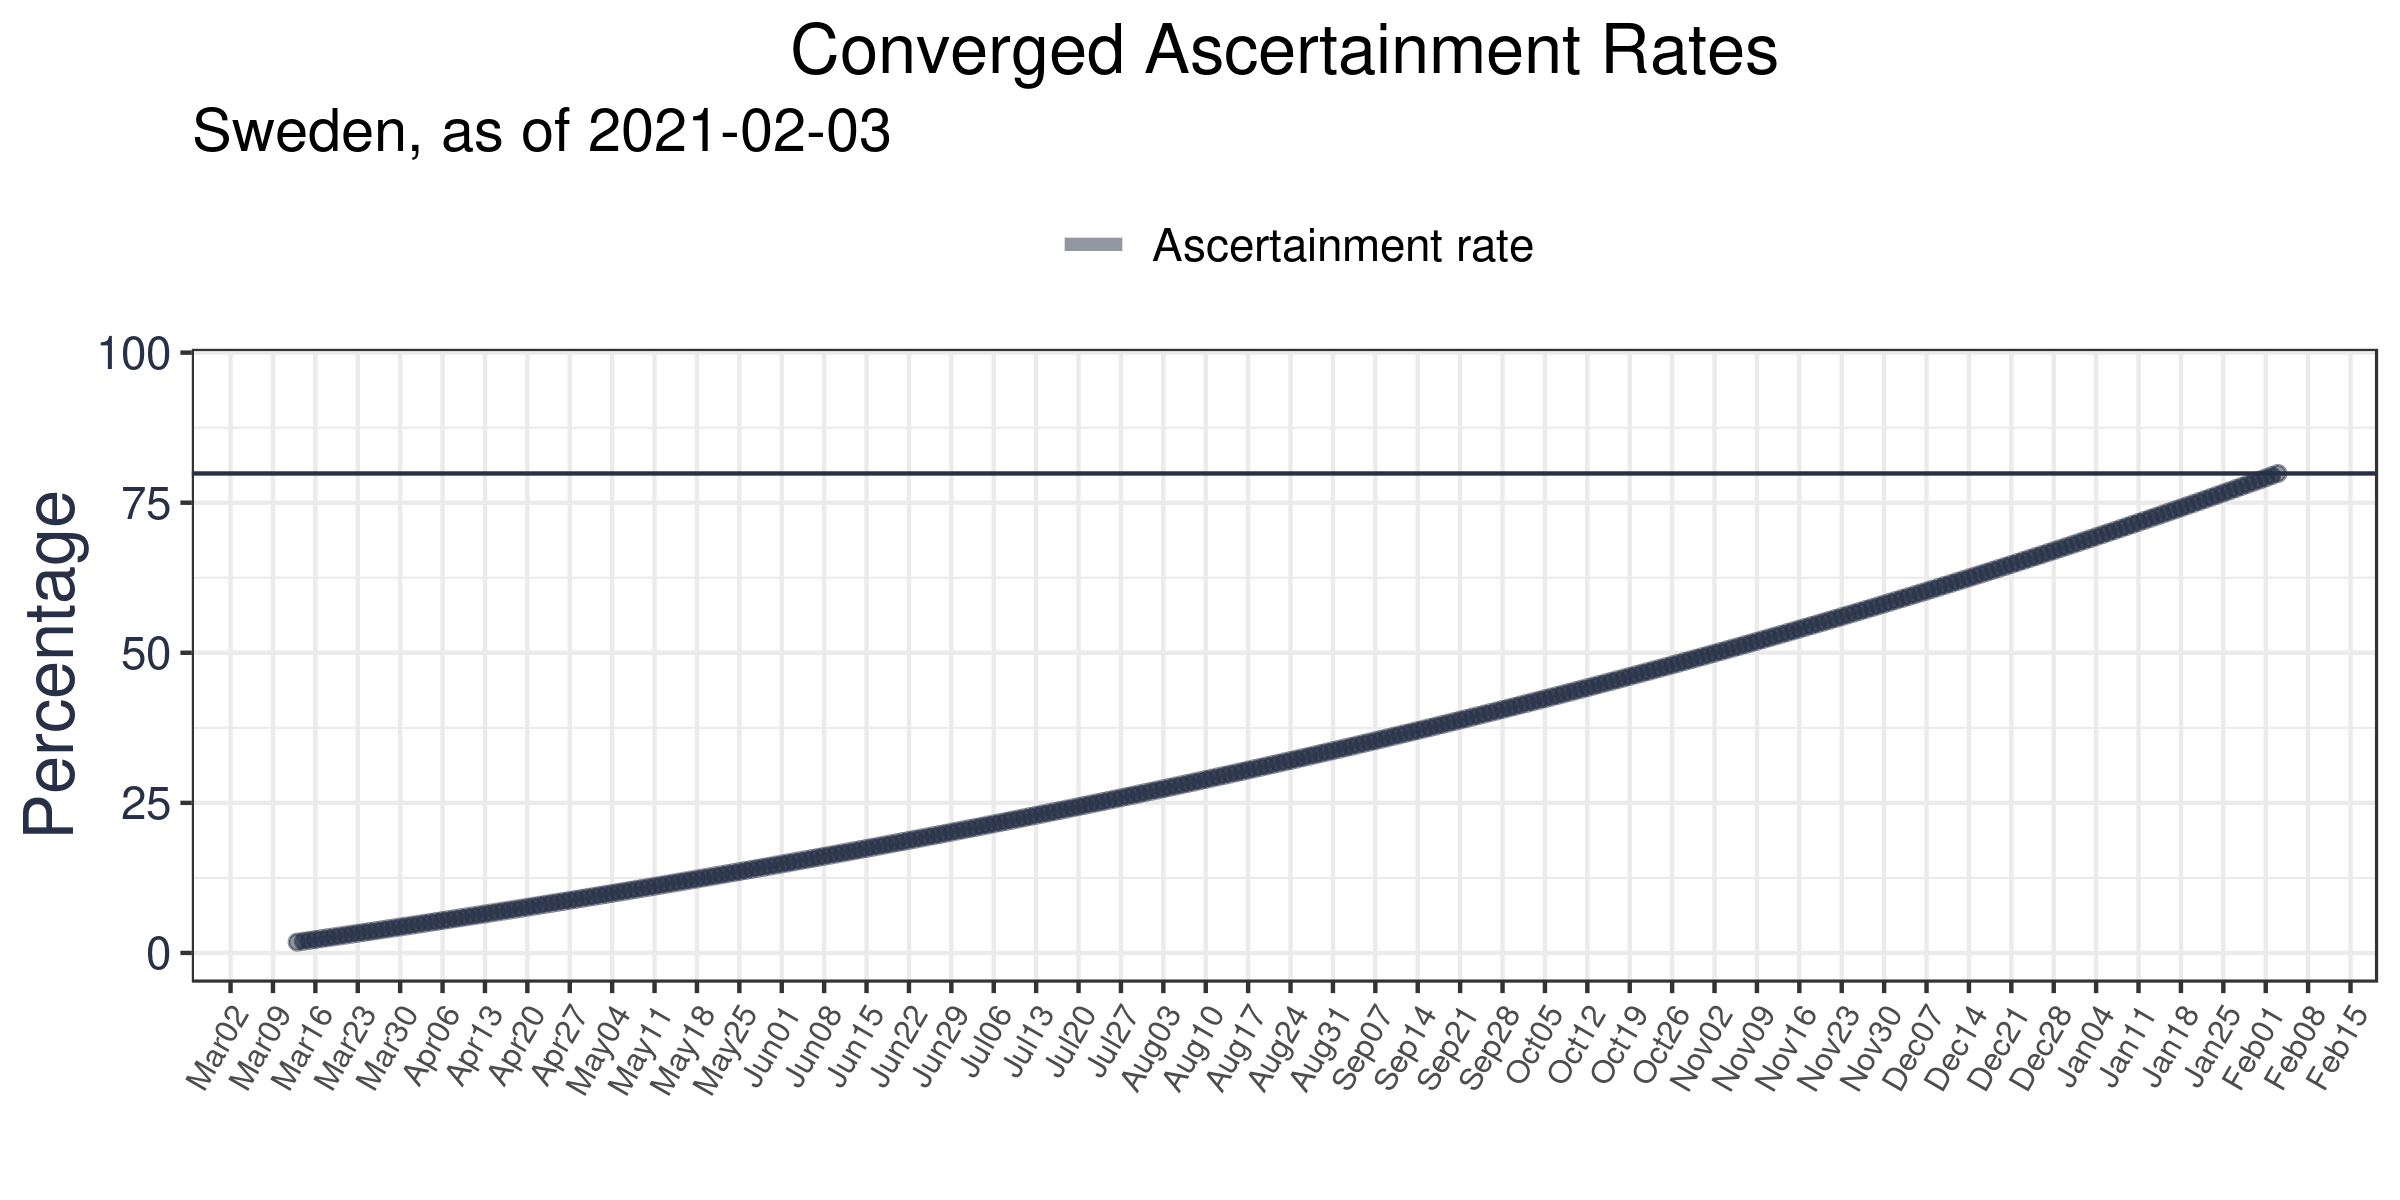 Converged Ascertainment Rates
Sweden, as of 2021-02-03
Ascertainment rate
Percentage
100
75
50
25
0
Mar02 Mar09 Mar16 Mar23 Mar30 Apr06 Apr13 Apr20 Apr27 May04 May11 May18 May25 Jun01 Jun08 Jun15 Jun22 Jun29 Jul06 Jul13 Jul20 Jul27 Aug03 Aug10 Aug17 Aug24 Aug31 Sep07 Sep14 Sep21 Sep28 Oct05 Oct12 Oct19 Oct26 Nov02 Nov09 Nov16 Nov23 Nov30 Dec07 Dec14 Dec21 Dec28 Jan04 Jan11 Jan18 Jan25 Feb01 Feb08 Feb15